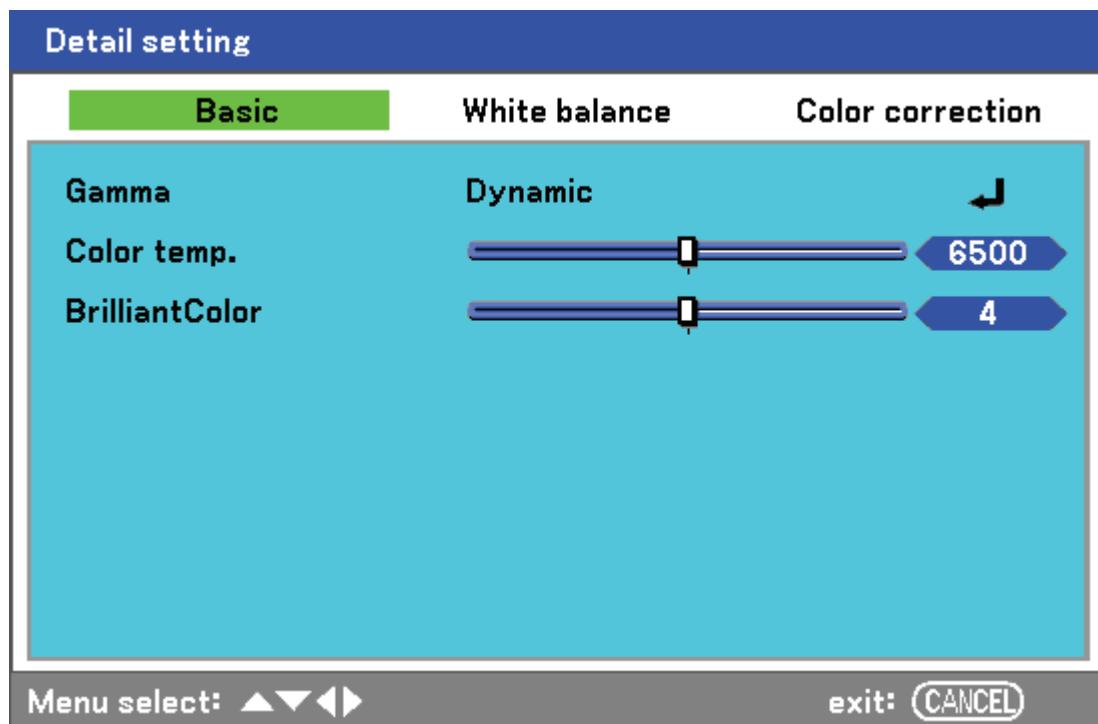 Detail setting
Basic White balance Color correction
Gamma Dynamic
Color temp. 6500
BrilliantColor 4
Menu select: exit: CANCEL